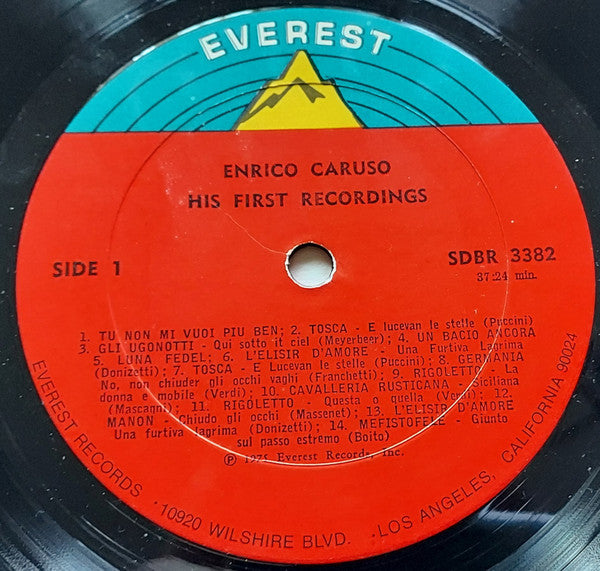 EVEREST
ENRICO CARUSO
HIS FIRST RECORDINGS
SIDE 1
SDBR 3382
37:24 min.
1. TU NON MI VUOI PIU BEN; 2. TOSCA - E lucevan le stelle (Puccini)
3. GLI UGONOTTI - Qui sotto it ciel (Meyerbeer) 4. UN BACIO ANCORA
5. LUNA FEDEL; 6. L'ELISIR D'AMORE - Una Furtiva Lagrima
(Donizetti) 7. TOSCA - E Lucevan le stelle (Puccini) 8. GERMANIA
No, non chiuder gli occhi vaghi (Franchetti) 9. RIGOLETTO - La
donna e mobile (Verdi) 10. CAVALLERIA RUSTICANA - Siciliana
(Mascagni) 11. RIGOLETTO - Questa o quella (Verdi) 12.
MANON - Chiudo gli occhi (Massenet) 13. L'ELISIR D'AMORE
Una furtiva lagrima (Donizetti) 14. MEFISTOFELE - Giunto
sul passo estremo (Boito)
Ⓟ 1975 Everest Records, Inc.
EVEREST RECORDS · 10920 WILSHIRE BLVD. · LOS ANGELES, CALIFORNIA 90024